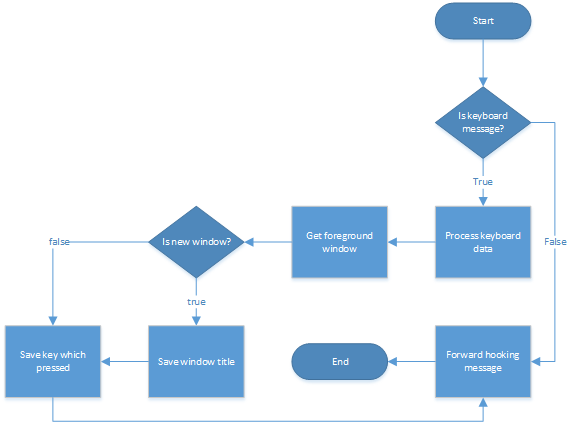 Start
Is keyboard
message?
True
False
Process keyboard
data
Get foreground
window
Is new window?
false
true
Save key which
pressed
Save window title
End
Forward hooking
message